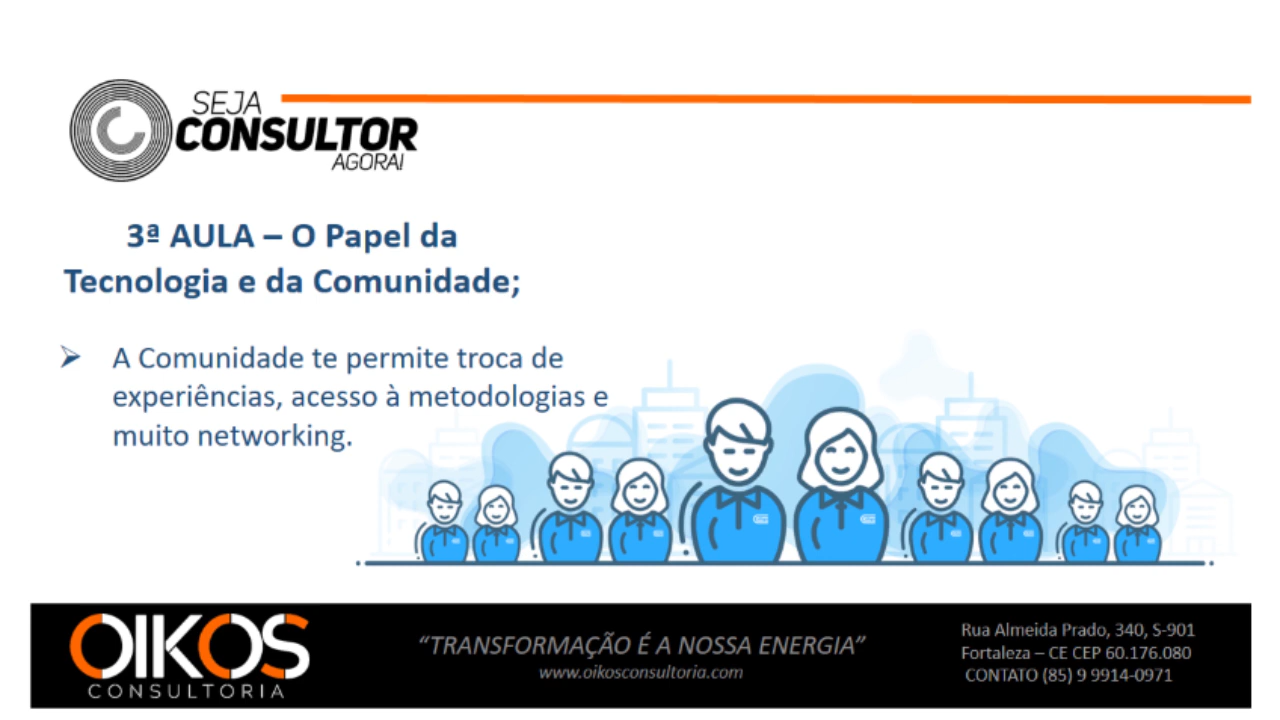 SEJA
CONSULTOR
AGORA!
3ª AULA – O Papel da
Tecnologia e da Comunidade;
➢ A Comunidade te permite troca de
experiências, acesso à metodologias e
muito networking.
OIKOS
CONSULTORIA
“TRANSFORMAÇÃO É A NOSSA ENERGIA”
www.oikosconsultoria.com
Rua Almeida Prado, 340, S-901
Fortaleza – CE CEP 60.176.080
CONTATO (85) 9 9914-0971